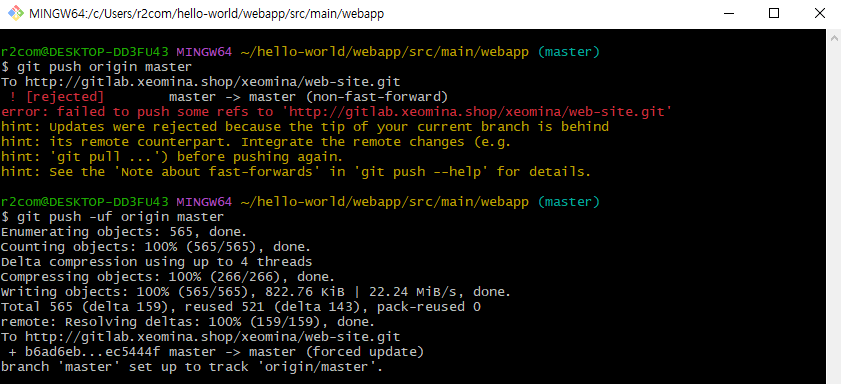 MINGW64:/c/Users/r2com/hello-world/webapp/src/main/webapp
r2com@DESKTOP-DD3FU43 MINGW64 ~/hello-world/webapp/src/main/webapp (master)
$ git push origin master
To http://gitlab.xeomina.shop/xeomina/web-site.git
 ! [rejected]        master -> master (non-fast-forward)
error: failed to push some refs to 'http://gitlab.xeomina.shop/xeomina/web-site.git'
hint: Updates were rejected because the tip of your current branch is behind
hint: its remote counterpart. Integrate the remote changes (e.g.
hint: 'git pull ...') before pushing again.
hint: See the 'Note about fast-forwards' in 'git push --help' for details.
r2com@DESKTOP-DD3FU43 MINGW64 ~/hello-world/webapp/src/main/webapp (master)
$ git push -uf origin master
Enumerating objects: 565, done.
Counting objects: 100% (565/565), done.
Delta compression using up to 4 threads
Compressing objects: 100% (266/266), done.
Writing objects: 100% (565/565), 822.76 KiB | 22.24 MiB/s, done.
Total 565 (delta 159), reused 521 (delta 143), pack-reused 0
remote: Resolving deltas: 100% (159/159), done.
To http://gitlab.xeomina.shop/xeomina/web-site.git
 + b6ad6eb...ec5444f master -> master (forced update)
branch 'master' set up to track 'origin/master'.